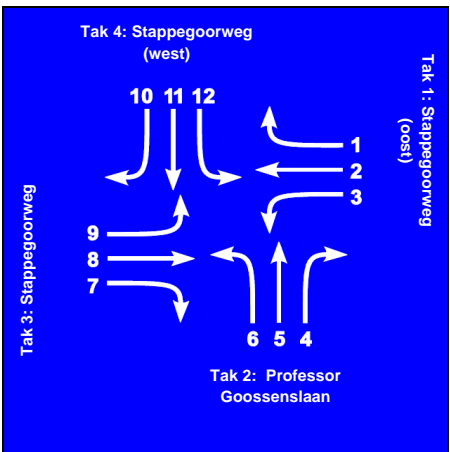 Tak 4: Stappegoorweg
(west)
Tak 1: Stappegoorweg
(oost)
10 11 12
1
2
3
9
8
7
6 5 4
Tak 3: Stappegoorweg
Tak 2: Professor
Goossenslaan